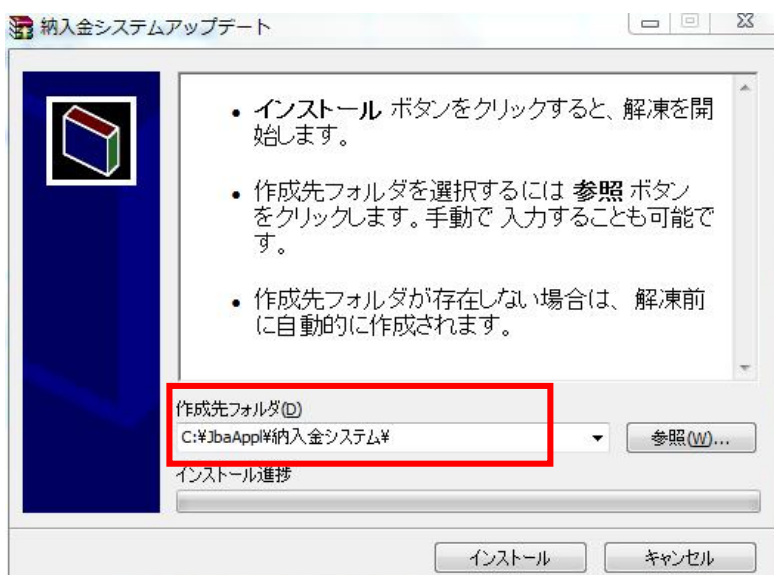 納入金システムアップデート
• インストール ボタンをクリックすると、解凍を開
始します。
• 作成先フォルダを選択するには 参照 ボタン
をクリックします。手動で 入力することも可能で
す。
• 作成先フォルダが存在しない場合は、 解凍前
に自動的に作成されます。
作成先フォルダ(D)
C:¥JbaAppl¥納入金システム¥
参照(W)...
インストール進捗
インストール
キャンセル